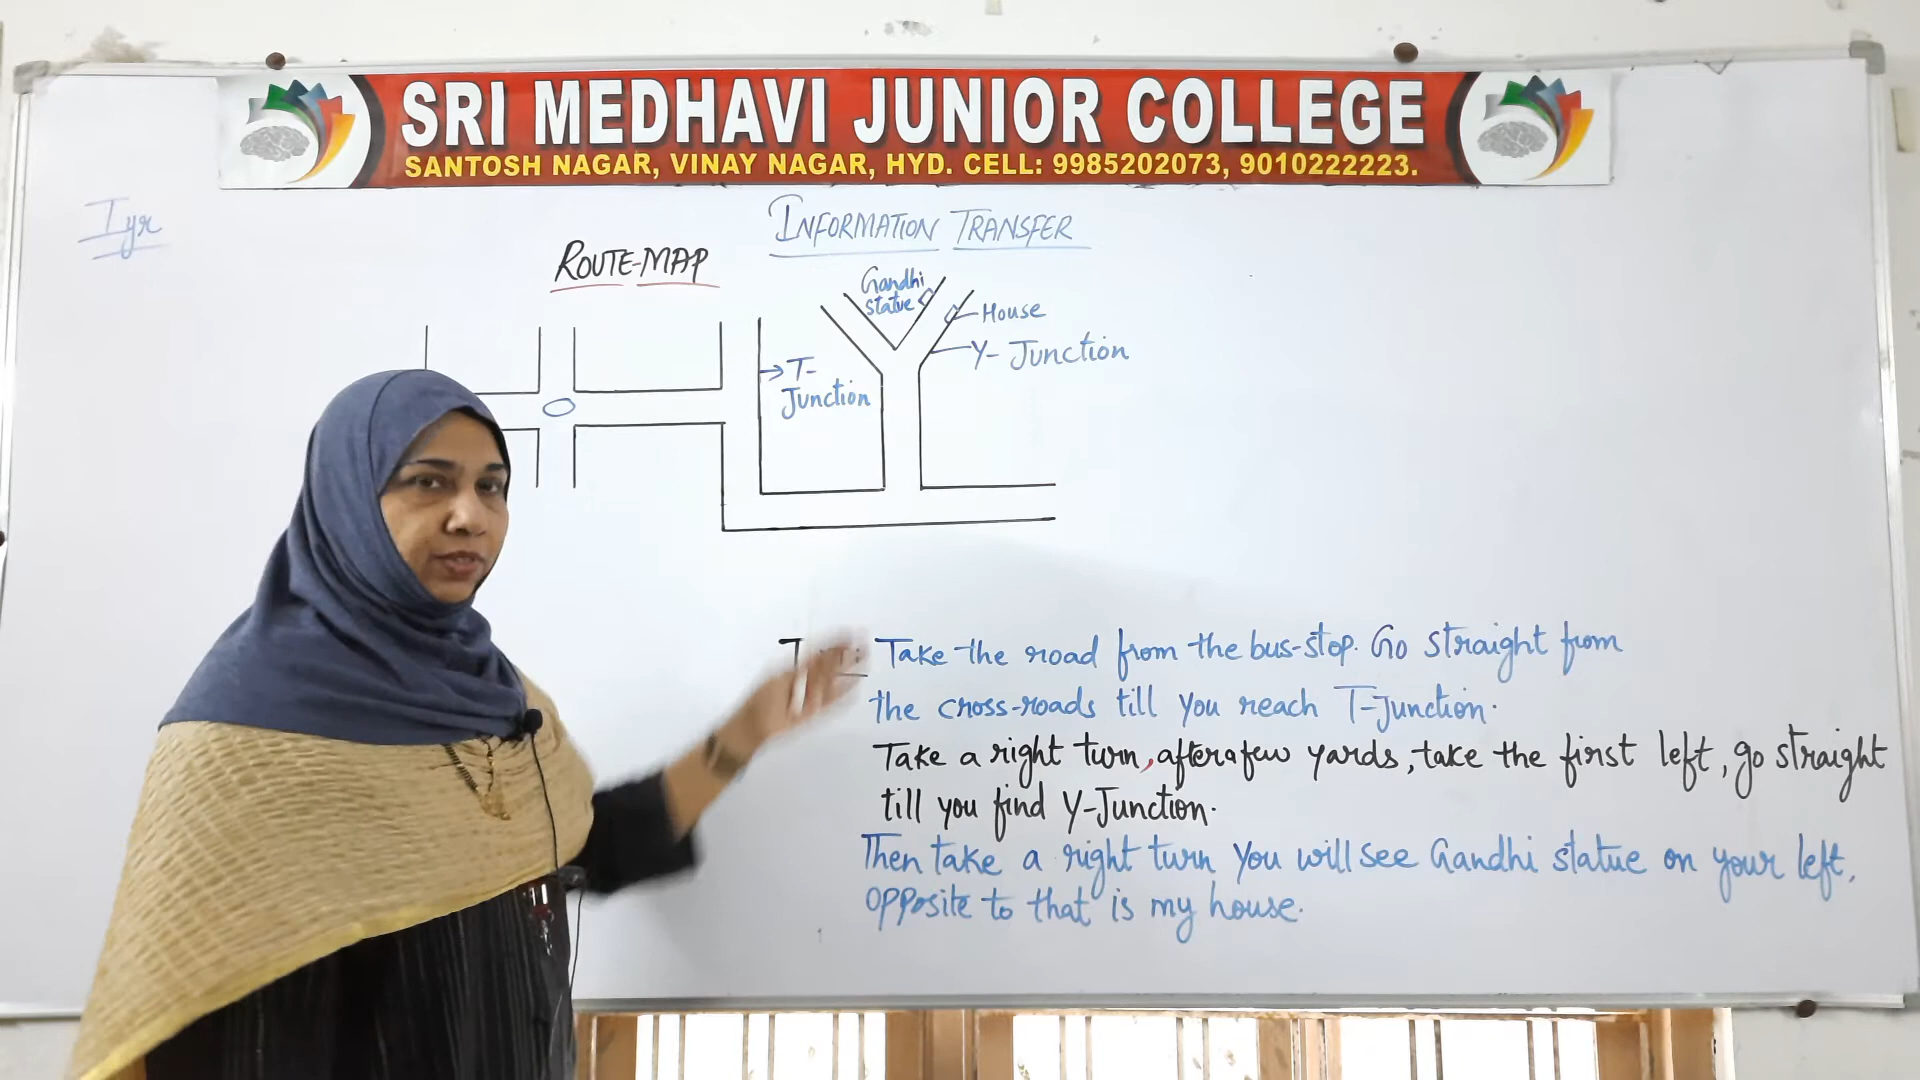 SRI MEDHAVI JUNIOR COLLEGE
SANTOSH NAGAR, VINAY NAGAR, HYD. CELL: 9985202073, 9010222223.
I yr
INFORMATION TRANSFER
ROUTE-MAP
Gandhi
statue
House
Y- Junction
T-
Junction
Take the road from the bus-stop. Go straight from
the cross-roads till you reach T-Junction.
Take a right turn, after a few yards, take the first left, go straight
till you find Y-Junction.
Then take a right turn you will see Gandhi statue on your left,
opposite to that is my house.